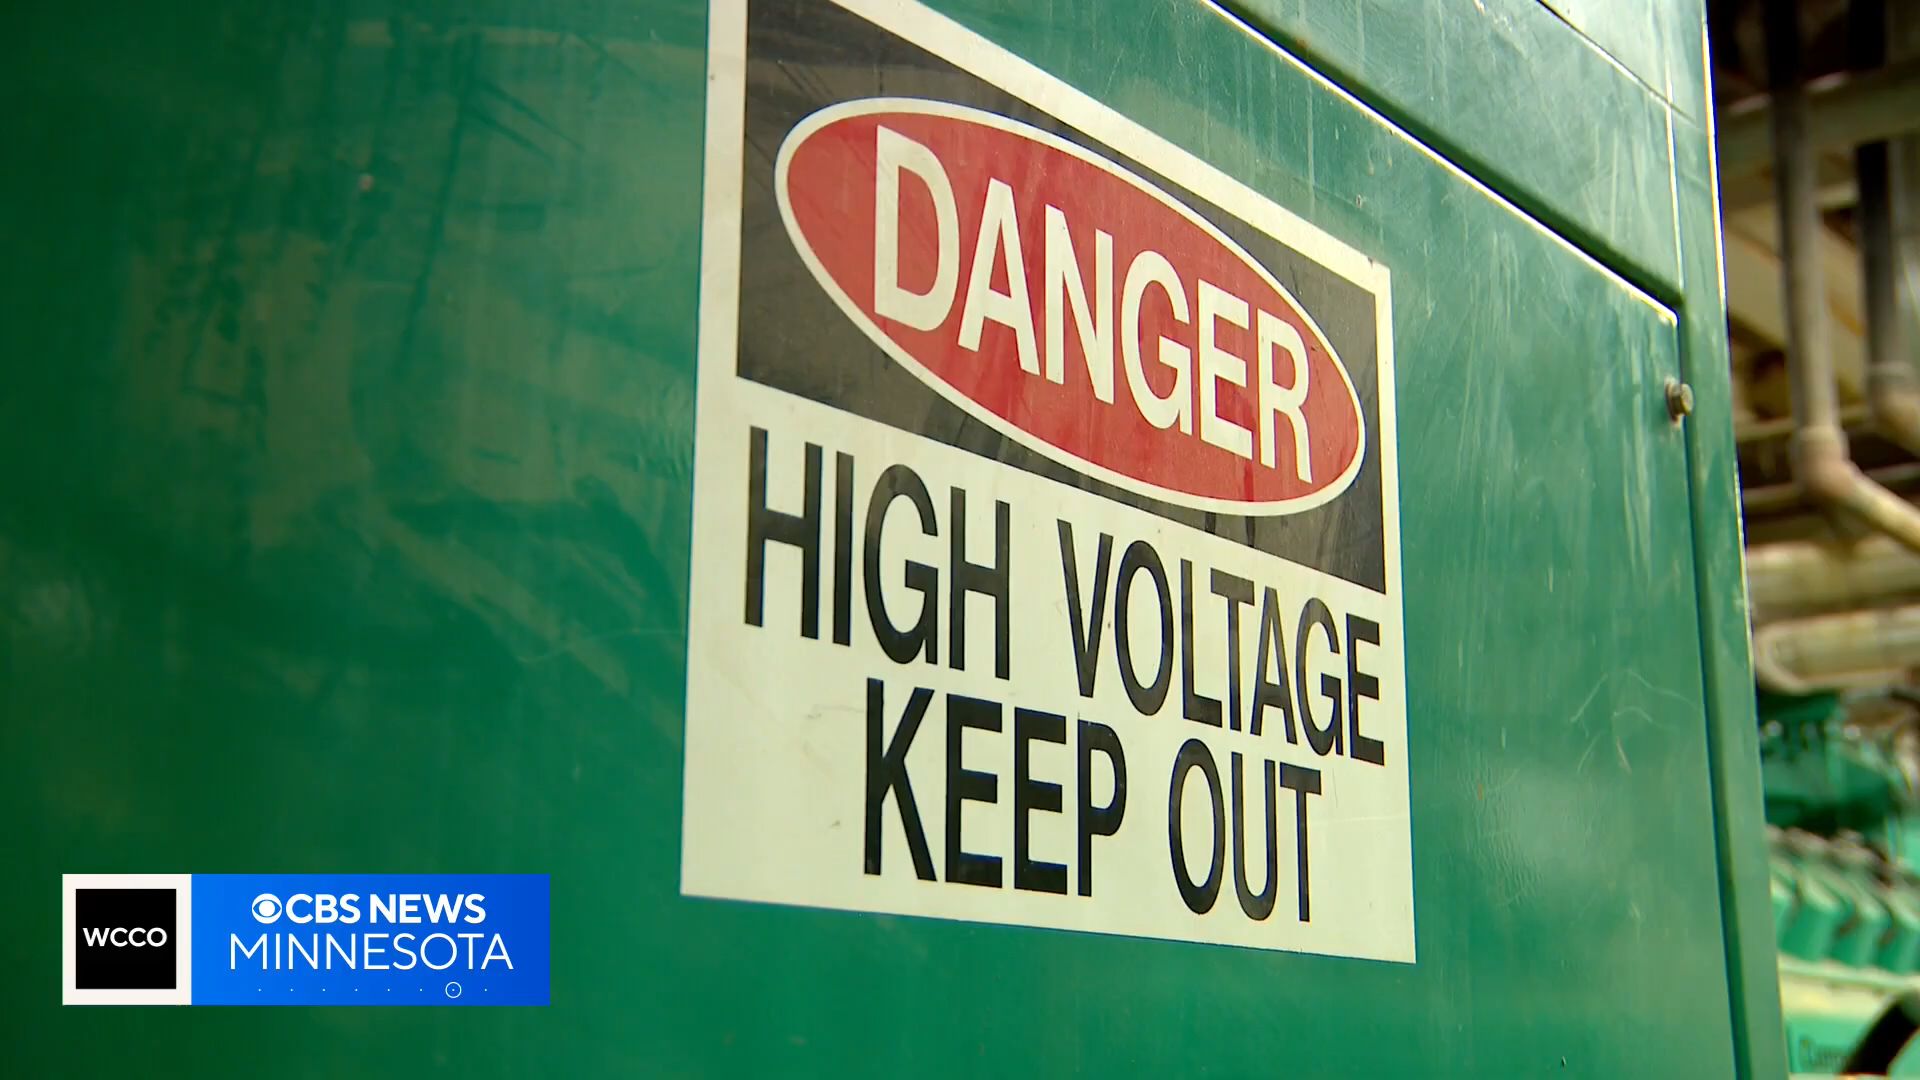 DANGER
HIGH VOLTAGE
KEEP OUT
WCCO
CBS NEWS
MINNESOTA